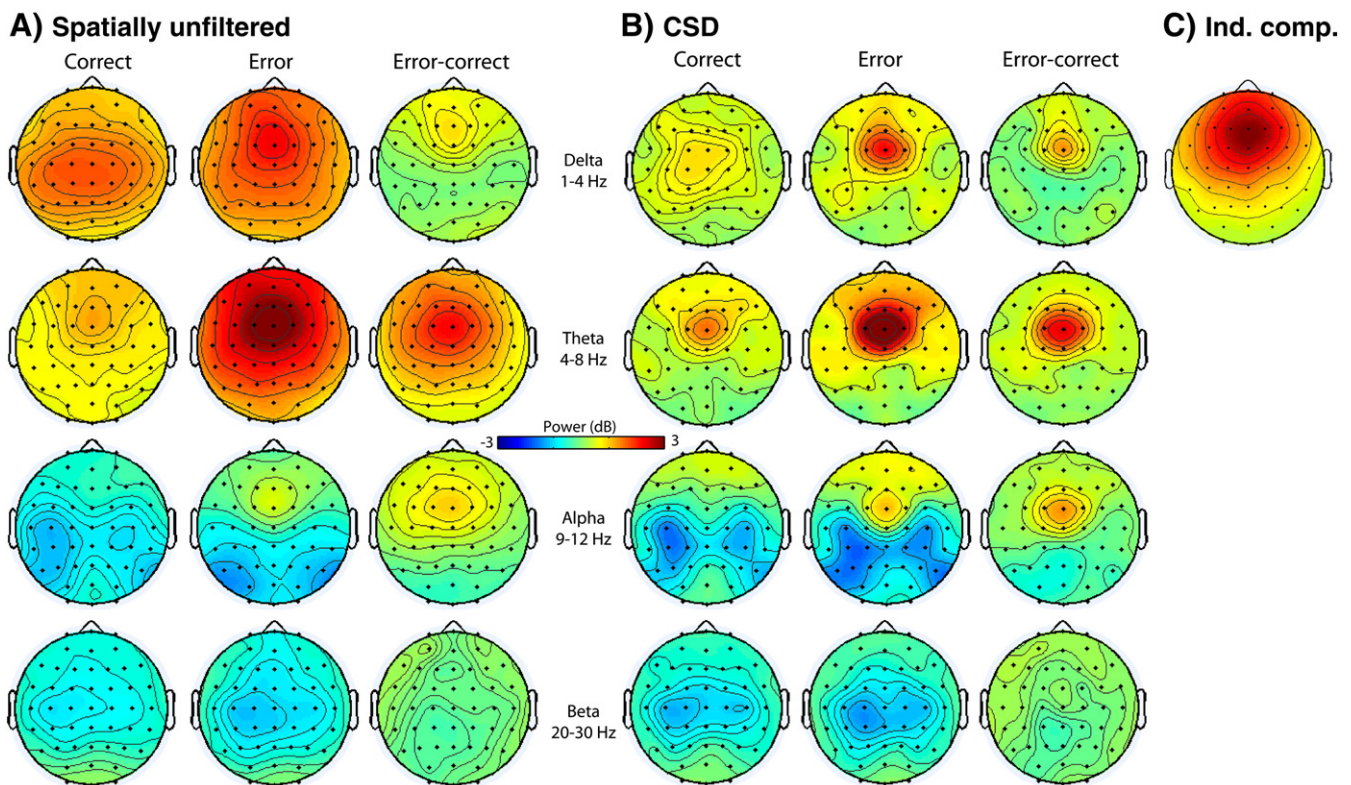 A) Spatially unfiltered
B) CSD
C) Ind. comp.
Correct
Error
Error-correct
Correct
Error
Error-correct
Delta
1-4 Hz
Theta
4-8 Hz
Power (dB)
-3
3
Alpha
9-12 Hz
Beta
20-30 Hz